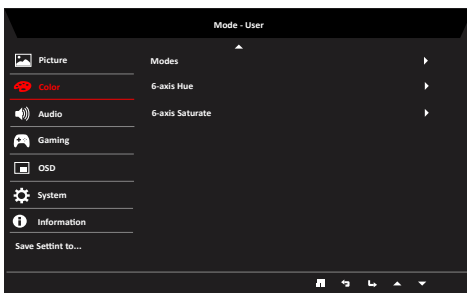 Mode - User
Picture
Modes
Color
6-axis Hue
Audio
6-axis Saturate
Gaming
OSD
System
Information
Save Settint to...